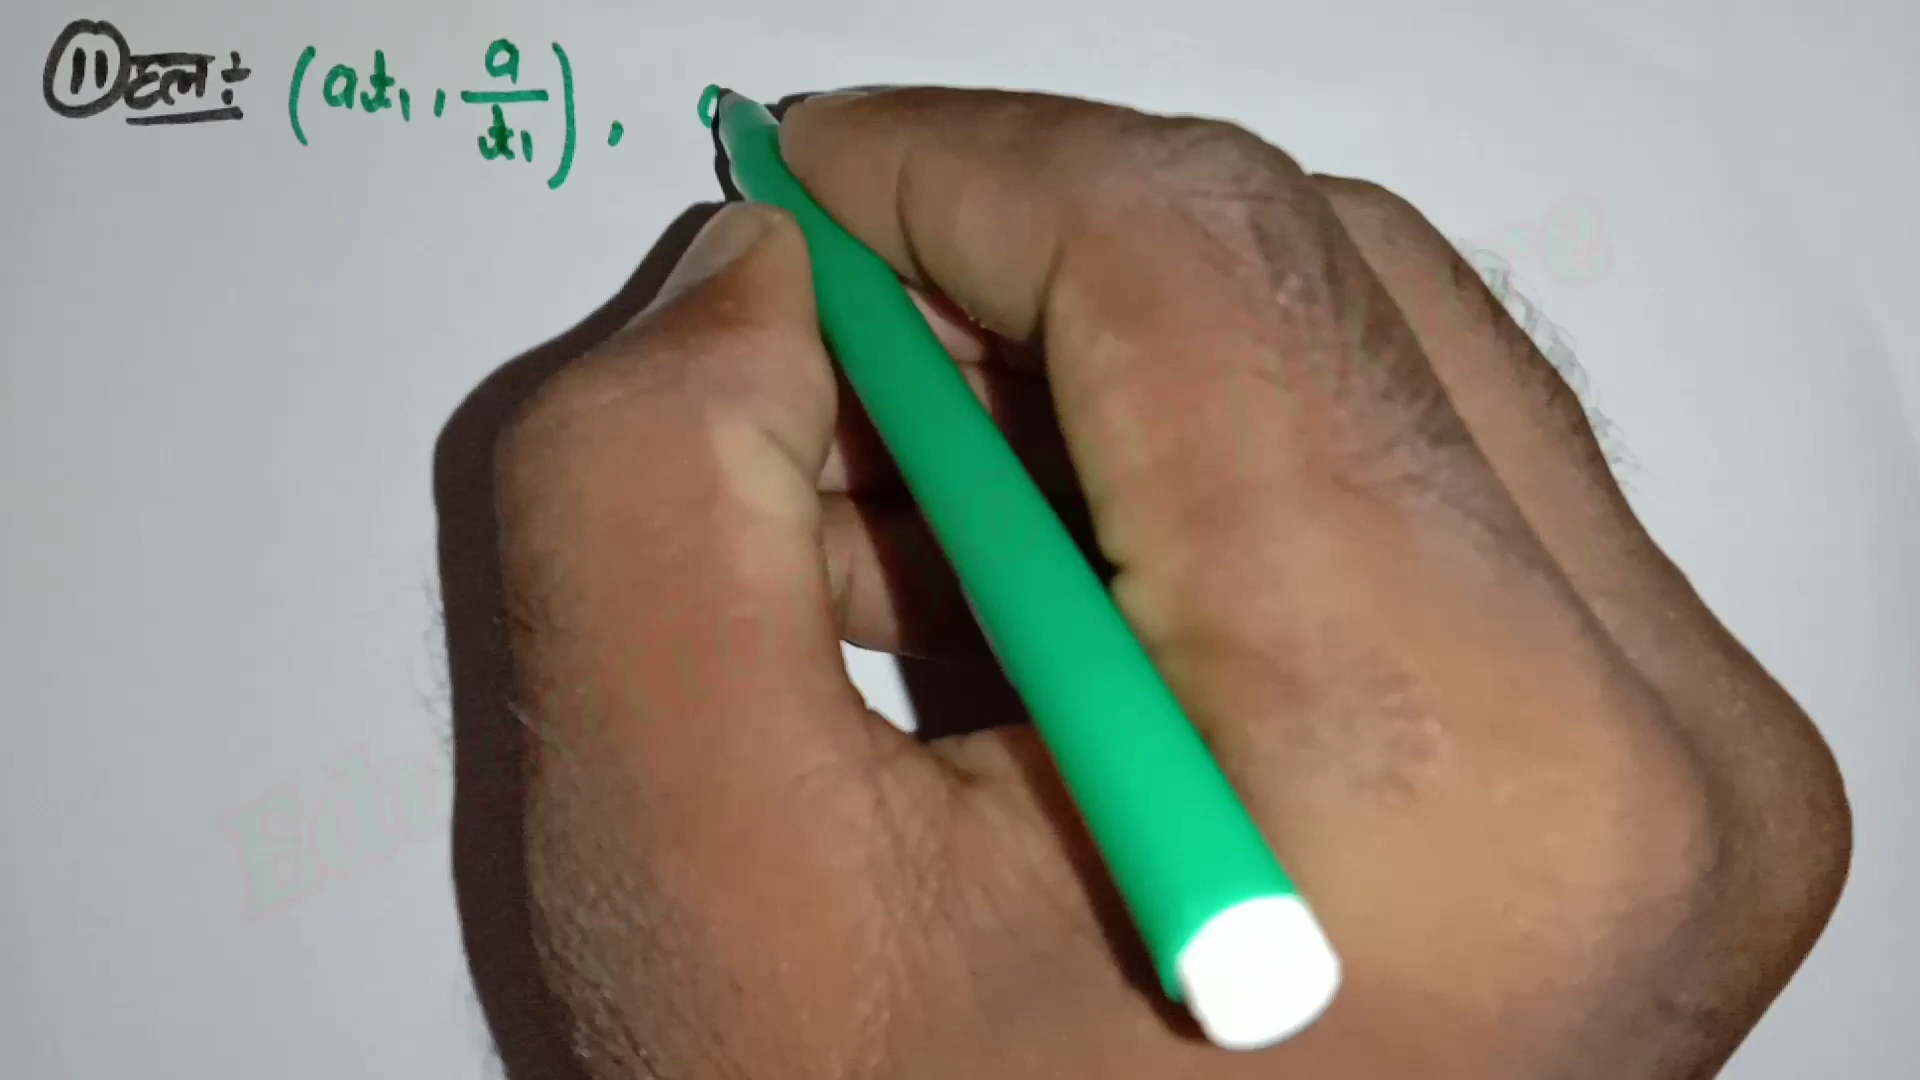 ⑪ हल ÷ (at₁, a/t₁), a